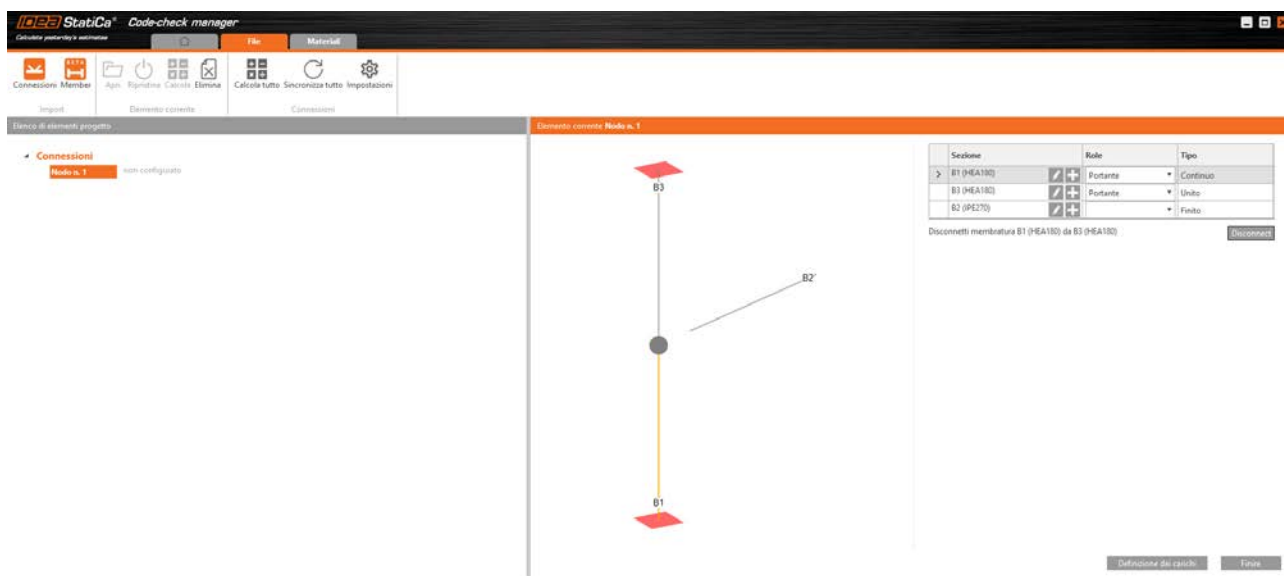 IDEA StatiCa® Code-check manager
Calculate yesterday's estimates
File Materiali
BETA
Connessioni Member Apri Ripristina Calcola Elimina Calcola tutto Sincronizza tutto Impostazioni
Import Elemento corrente Connessioni
Elenco di elementi progetto
Elemento corrente Nodo n. 1
Connessioni
Nodo n. 1 non configurato
Sezione Role Tipo
B1 (HEA180) Portante Continuo
B3 (HEA180) Portante Unito
B2 (IPE270) Finito
Disconnetti membratura B1 (HEA180) da B3 (HEA180) Disconnect
B3
B2
B1
Definizione dei carichi Finire